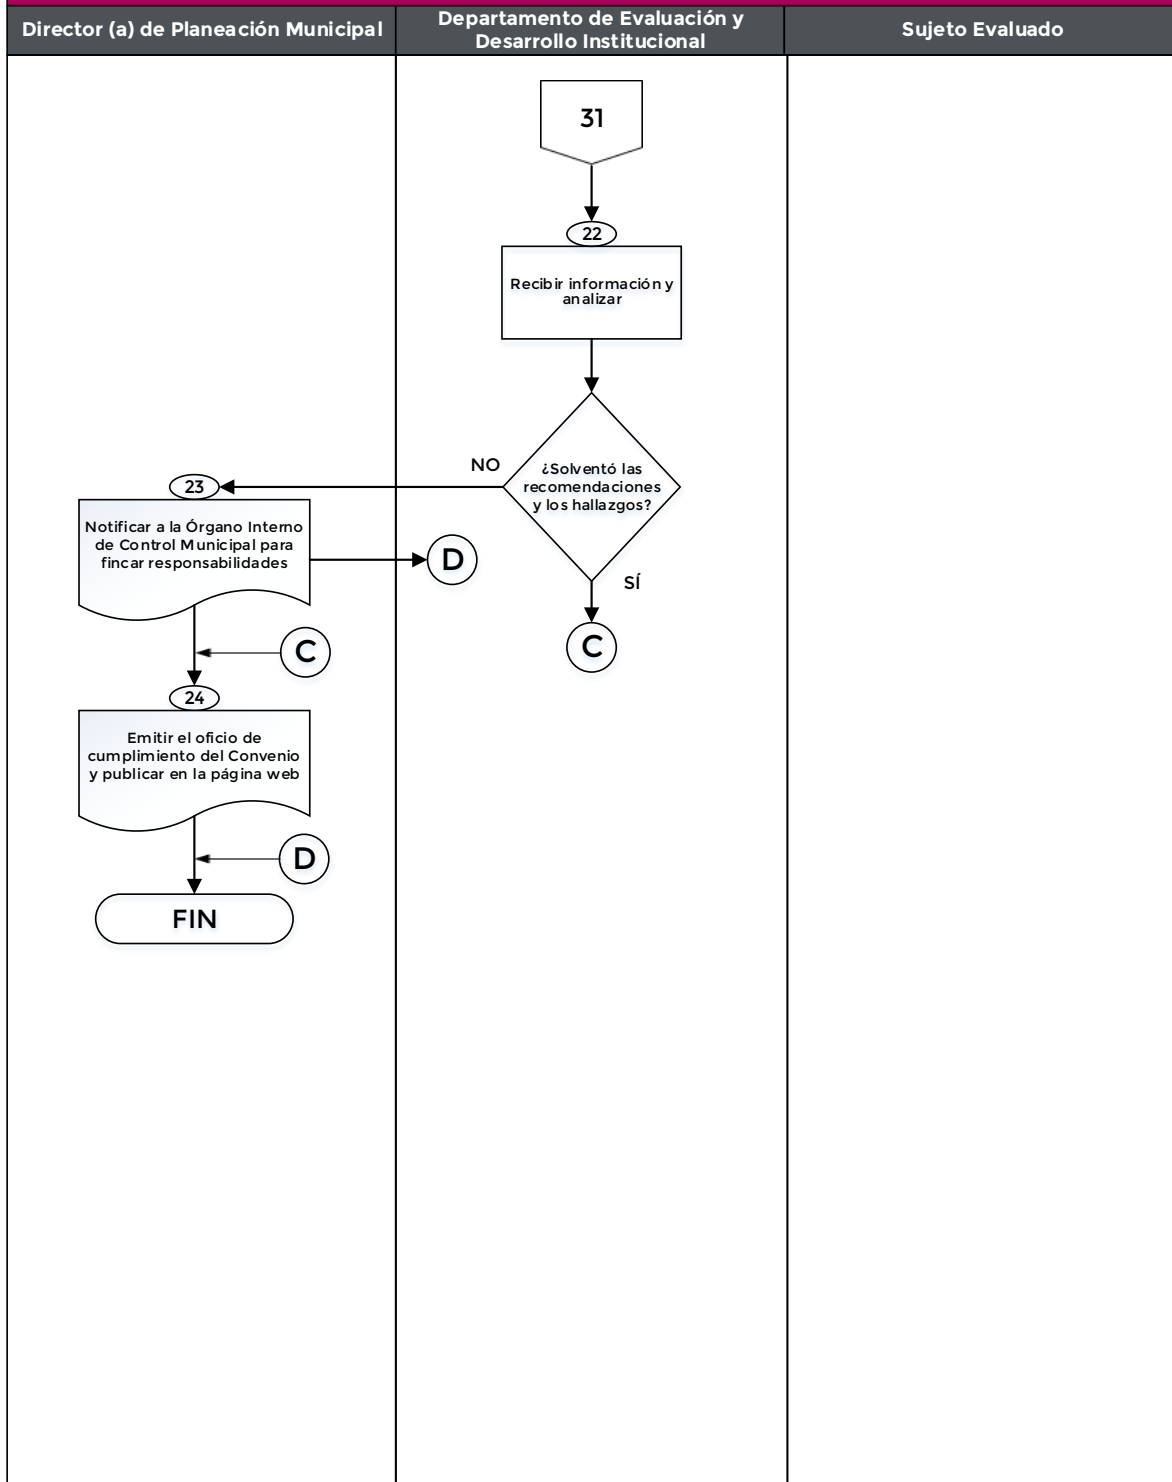 Director (a) de Planeación Municipal
Departamento de Evaluación y
Desarrollo Institucional
Sujeto Evaluado
31
22
Recibir información y
analizar
¿Solventó las
recomendaciones
y los hallazgos?
NO
SÍ
23
Notificar a la Órgano Interno
de Control Municipal para
fincar responsabilidades
D
C
C
24
Emitir el oficio de
cumplimiento del Convenio
y publicar en la página web
D
FIN